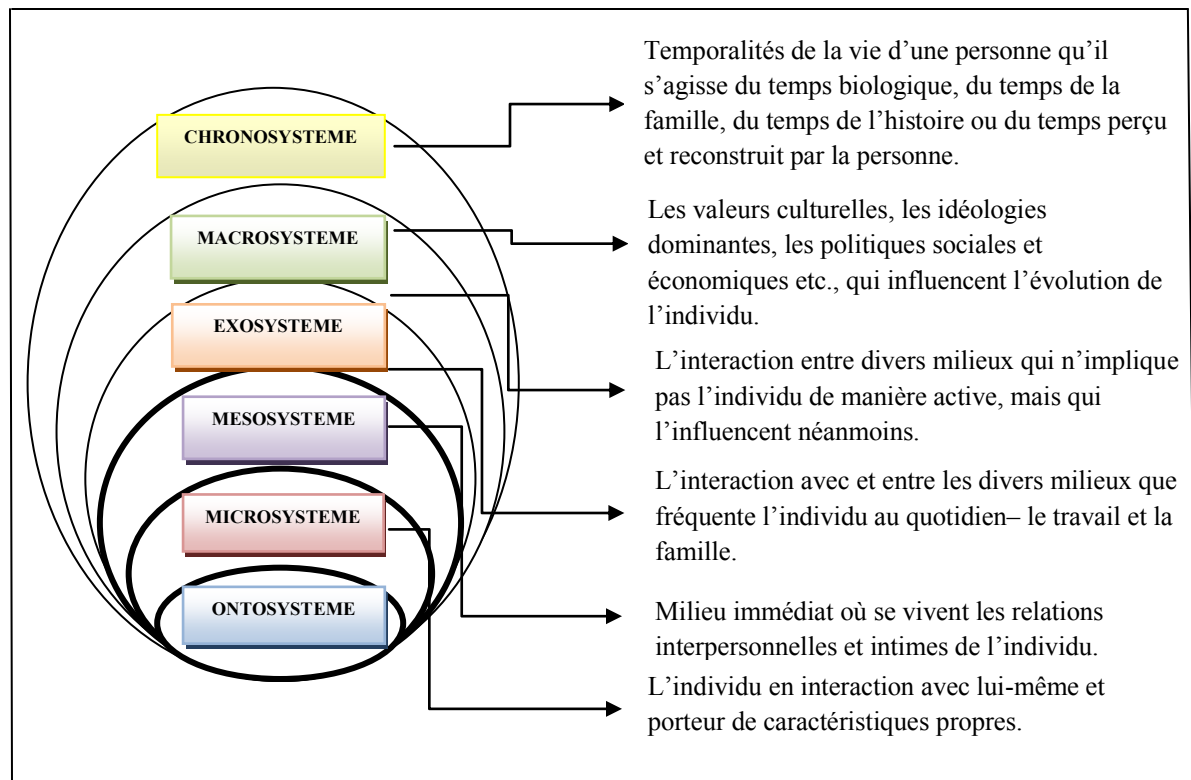 CHRONOSYSTEME
Temporalités de la vie d’une personne qu’il
s’agisse du temps biologique, du temps de la
famille, du temps de l’histoire ou du temps perçu
et reconstruit par la personne.
MACROSYSTEME
Les valeurs culturelles, les idéologies
dominantes, les politiques sociales et
économiques etc., qui influencent l’évolution de
l’individu.
EXOSYSTEME
L’interaction entre divers milieux qui n’implique
pas l’individu de manière active, mais qui
l’influencent néanmoins.
MESOSYSTEME
L’interaction avec et entre les divers milieux que
fréquente l’individu au quotidien– le travail et la
famille.
MICROSYSTEME
Milieu immédiat où se vivent les relations
interpersonnelles et intimes de l’individu.
ONTOSYSTEME
L’individu en interaction avec lui-même et
porteur de caractéristiques propres.